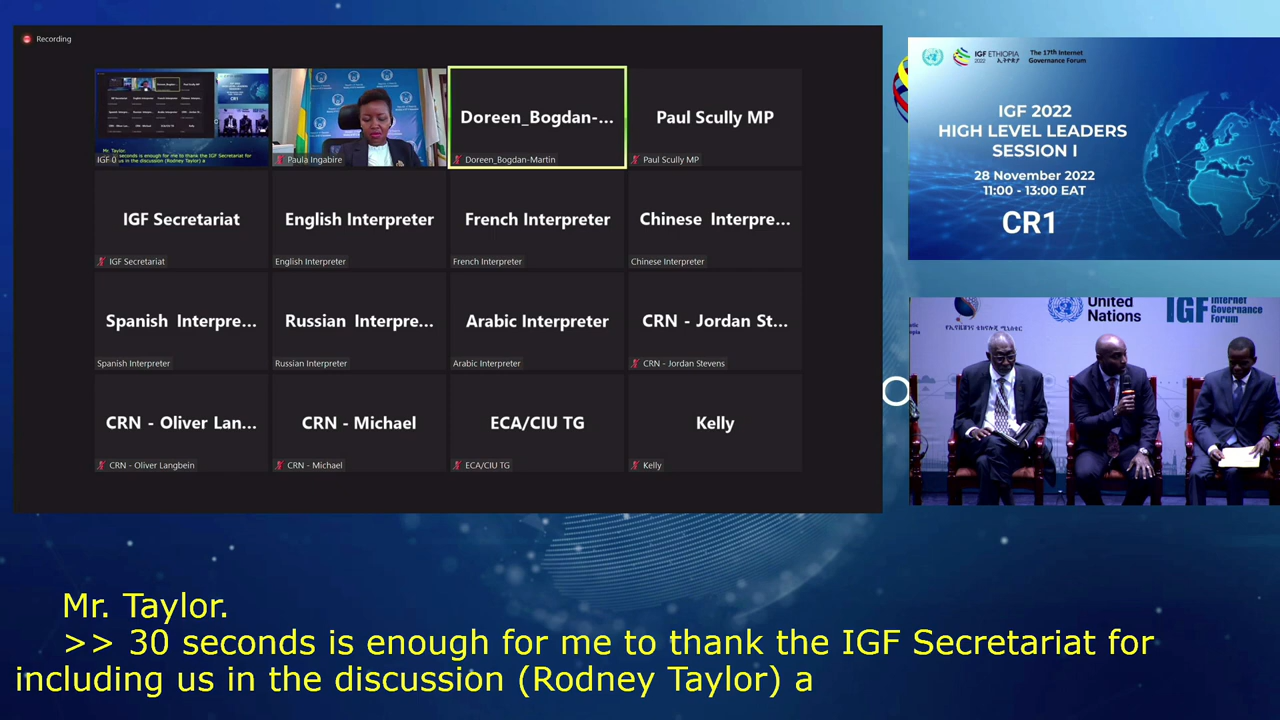 Recording
Mr. Taylor.
IGF
Paula Ingabire
Doreen_Bogdan-...
Doreen_Bogdan-Martin
Paul Scully MP
Paul Scully MP
IGF Secretariat
IGF Secretariat
English Interpreter
English Interpreter
French Interpreter
French Interpreter
Chinese Interpre...
Chinese Interpreter
Spanish Interpre...
Spanish Interpreter
Russian Interpre...
Russian Interpreter
Arabic Interpreter
Arabic Interpreter
CRN - Jordan St...
CRN - Jordan Stevens
CRN - Oliver Lan...
CRN - Oliver Langbein
CRN - Michael
CRN - Michael
ECA/CIU TG
ECA/CIU TG
Kelly
Kelly
IGF ETHIOPIA
2022 ኢትዮጵያ
The 17th Internet
Governance Forum
IGF 2022
HIGH LEVEL LEADERS
SESSION I
28 November 2022
11:00 - 13:00 EAT
CR1
United
Nations
IGF
Internet
Governance
Forum
Mr. Taylor.
>> 30 seconds is enough for me to thank the IGF Secretariat for
including us in the discussion (Rodney Taylor) a